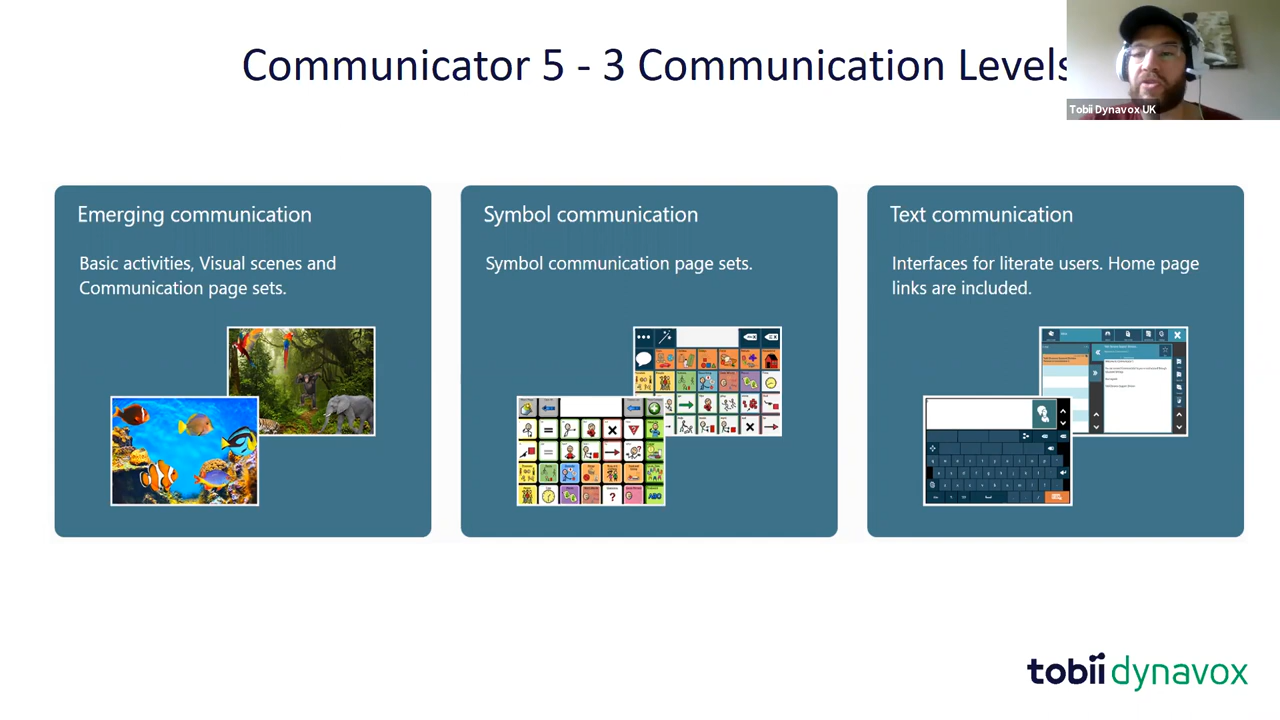 Communicator 5 - 3 Communication Levels
Tobii Dynavox UK
Emerging communication
Basic activities, Visual scenes and
Communication page sets.
Symbol communication
Symbol communication page sets.
Text communication
Interfaces for literate users. Home page
links are included.
tobii dynavox